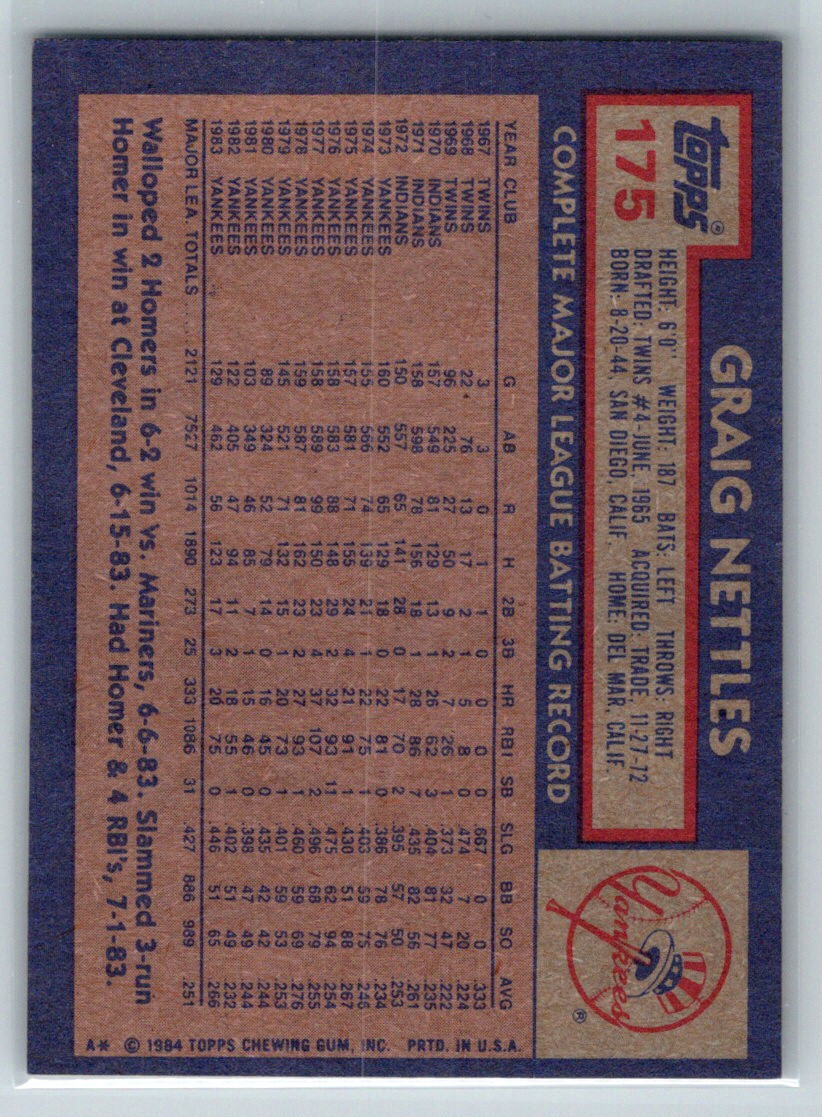 topps®
175
GRAIG NETTLES
HEIGHT: 6'0" WEIGHT: 187 BATS: LEFT THROWS: RIGHT
DRAFTED: TWINS #4-JUNE 1965 ACQUIRED: TRADE, 11-27-72
BORN: 8-20-44, SAN DIEGO, CALIF. HOME: DEL MAR, CALIF
Yankees ®
COMPLETE MAJOR LEAGUE BATTING RECORD
YEAR CLUB G AB R H 2B 3B HR RBI SB SLG BB SO AVG
1967 TWINS 3 3 0 1 1 0 0 0 0 .667 0 0 .333
1968 TWINS 22 76 13 17 2 1 5 8 0 .474 7 20 .224
1969 TWINS 96 225 27 50 9 2 7 26 1 .373 32 47 .222
1970 INDIANS 157 549 81 129 13 1 26 62 3 .404 81 77 .235
1971 INDIANS 158 598 78 156 18 1 28 86 7 .435 82 56 .261
1972 INDIANS 150 557 65 141 28 0 17 70 2 .395 57 50 .253
1973 YANKEES 160 552 65 129 18 0 22 81 0 .386 78 76 .234
1974 YANKEES 155 566 74 139 21 1 22 75 1 .403 59 75 .246
1975 YANKEES 157 581 71 155 24 4 21 91 1 .430 51 88 .267
1976 YANKEES 158 583 88 148 29 2 32 93 11 .475 62 94 .254
1977 YANKEES 158 589 99 150 23 4 37 107 2 .496 68 79 .255
1978 YANKEES 159 587 81 162 23 2 27 93 1 .460 59 69 .276
1979 YANKEES 145 521 71 132 15 1 20 73 1 .401 59 53 .253
1980 YANKEES 89 324 52 79 14 0 16 45 0 .435 42 42 .244
1981 YANKEES 103 349 46 85 7 1 15 46 0 .398 47 49 .244
1982 YANKEES 122 405 47 94 11 2 18 55 1 .402 51 49 .232
1983 YANKEES 129 462 56 123 17 3 20 75 0 .446 51 65 .266
MAJOR LEA. TOTALS .... 2121 7527 1014 1890 273 25 333 1086 31 .427 886 989 .251
Walloped 2 Homers in 6-2 win vs. Mariners, 6-6-83. Slammed 3-run
Homer in win at Cleveland, 6-15-83. Had Homer & 4 RBI's, 7-1-83.
A* © 1984 TOPPS CHEWING GUM, INC. PRTD. IN U.S.A.